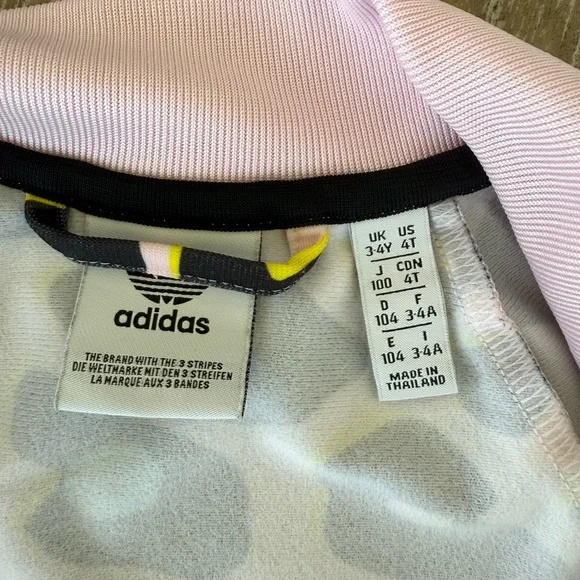 adidas
THE BRAND WITH THE 3 STRIPES
DIE WELTMARKE MIT DEN 3 STREIFEN
LA MARQUE AUX 3 BANDES
UK US
3-4Y 4T
J CDN
100 4T
D F
104 3-4A
E I
104 3-4A
MADE IN
THAILAND